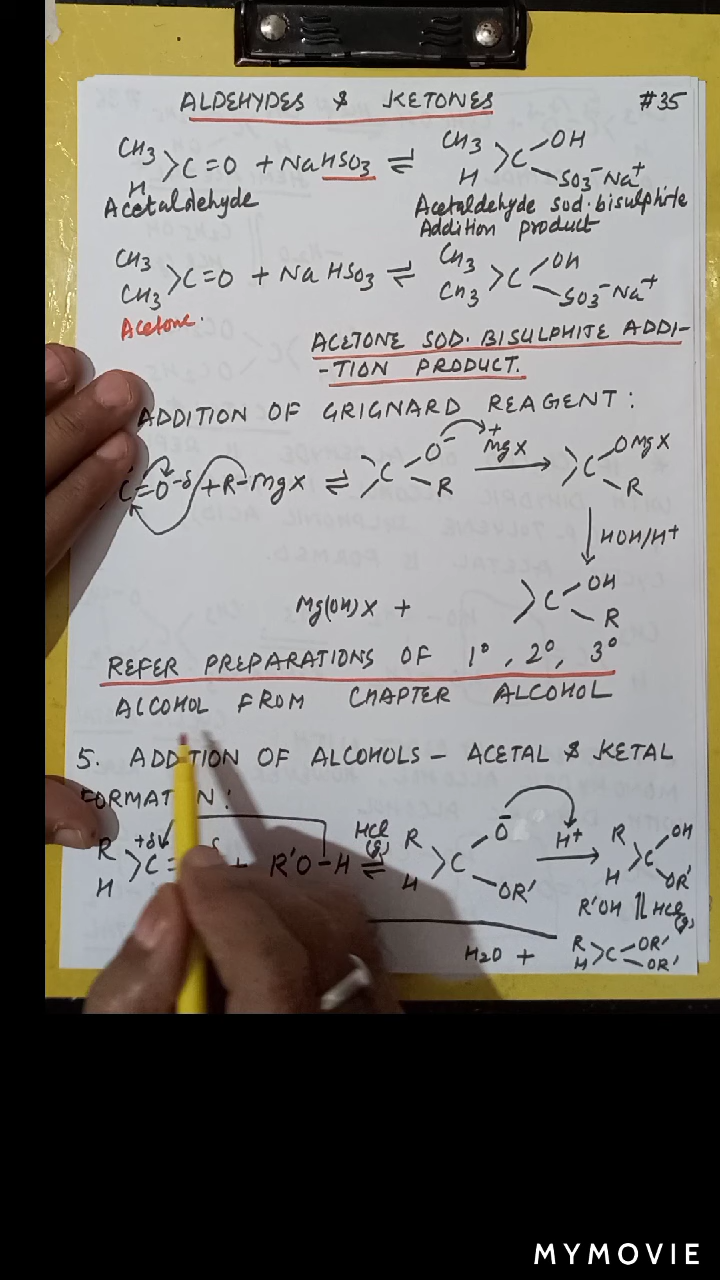 ALDEHYDES & KETONES #35
CH3 H >C=O + NaHSO3 ⇌ CH3 H >C OH SO3⁻Na⁺
Acetaldehyde Acetaldehyde sod. bisulphite
Addition product
CH3 CH3 >C=O + NaHSO3 ⇌ CH3 CH3 >C OH SO3⁻Na⁺
Acetone.
ACETONE SOD. BISULPHITE ADDI-
-TION PRODUCT.
ADDITION OF GRIGNARD REAGENT:
C=O-δ + R-MgX ⇌ >C O⁻ R MgX⁺ → >C OMgX R
HOH/H⁺
Mg(OH)X + >C OH R
REFER PREPARATIONS OF 1°, 2°, 3°
ALCOHOL FROM CHAPTER ALCOHOL
5. ADDITION OF ALCOHOLS - ACETAL & KETAL
FORMATION:
R H >C +δ + R'O-H HCl (g) ⇌ R H >C O⁻ OR' H⁺ → R H >C OH OR'
R'OH ⇌ HCl (g)
H2O + R H >C OR' OR'
MYMOVIE